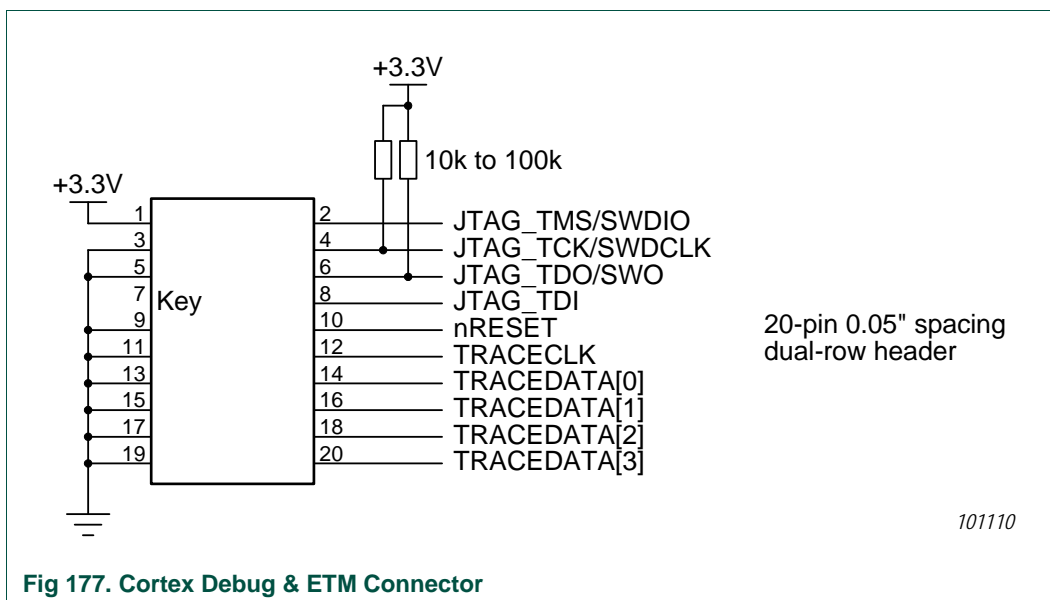 +3.3V
10k to 100k
+3.3V
1 2 JTAG_TMS/SWDIO
3 4 JTAG_TCK/SWDCLK
5 6 JTAG_TDO/SWO
7 Key 8 JTAG_TDI
9 10 nRESET
11 12 TRACECLK
13 14 TRACEDATA[0]
15 16 TRACEDATA[1]
17 18 TRACEDATA[2]
19 20 TRACEDATA[3]
20-pin 0.05" spacing
dual-row header
101110
Fig 177. Cortex Debug & ETM Connector